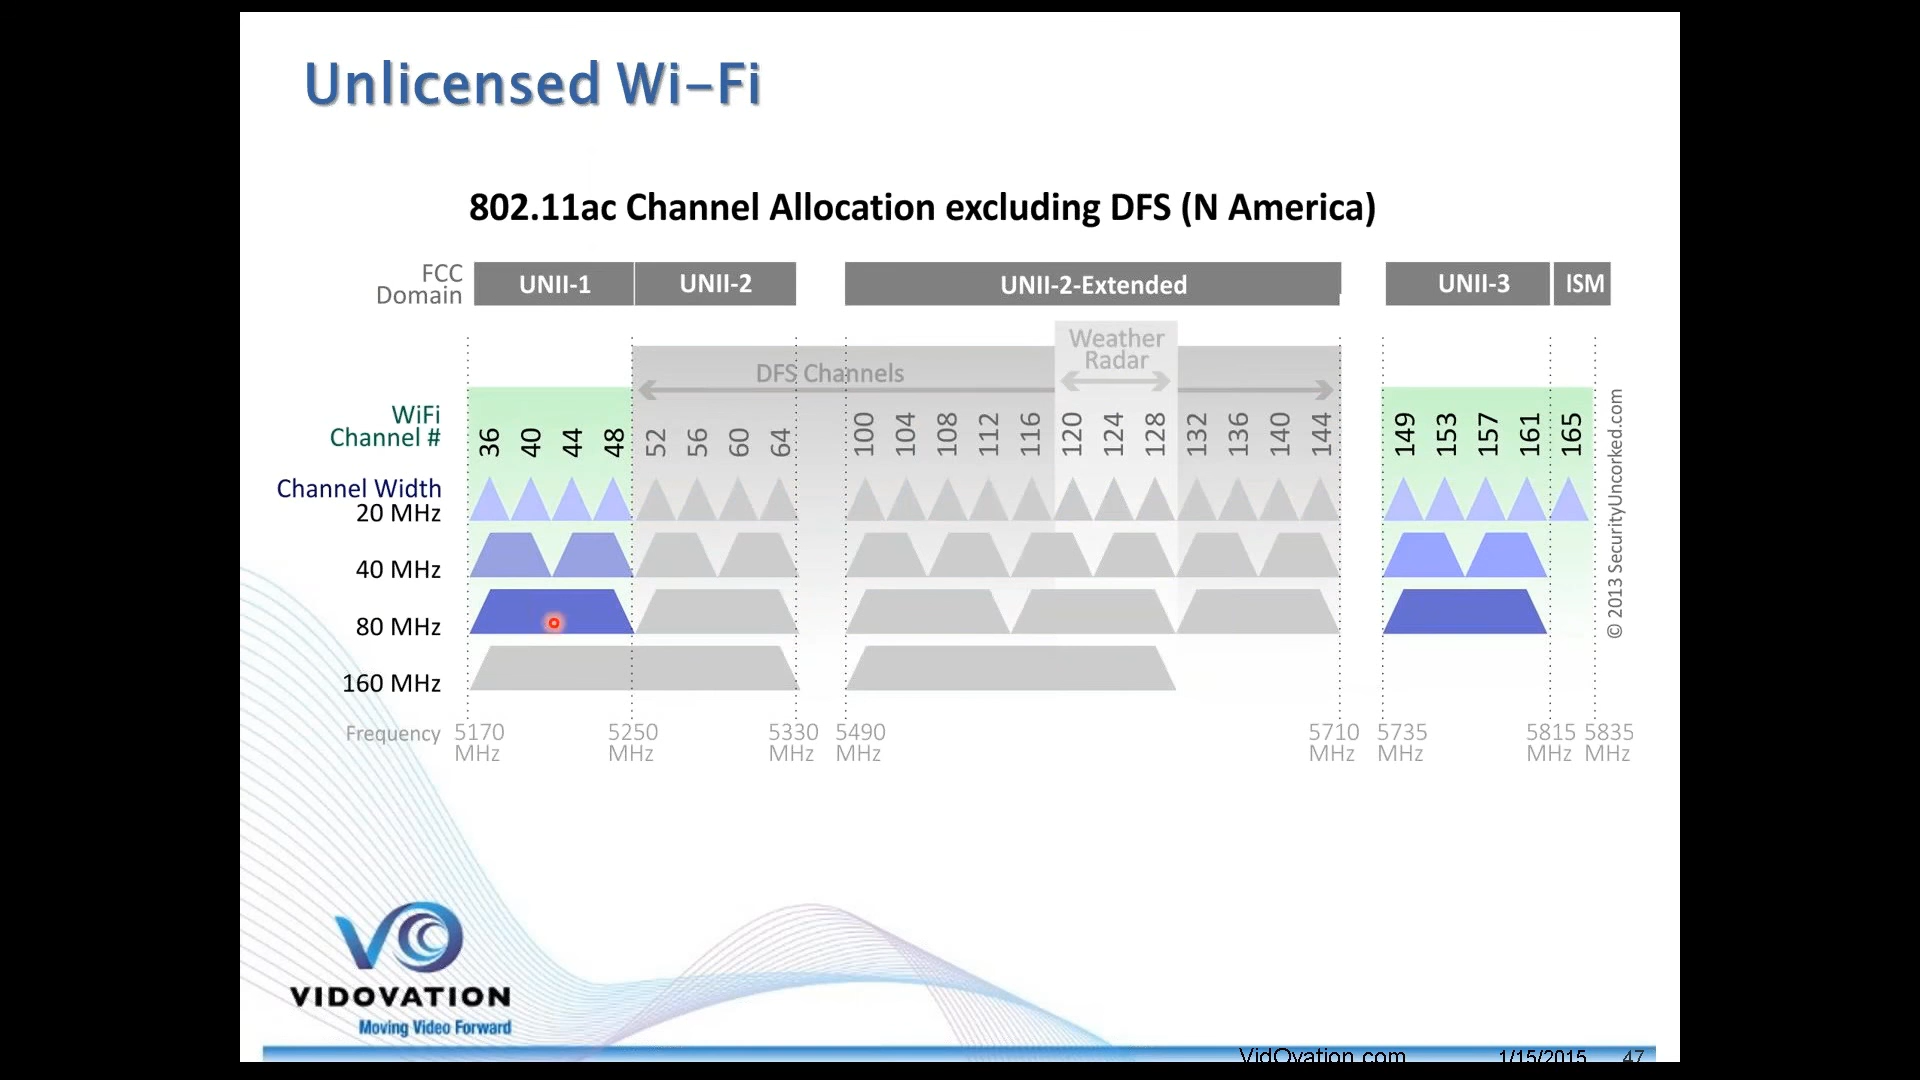 Unlicensed Wi-Fi
802.11ac Channel Allocation excluding DFS (N America)
FCC
Domain
UNII-1
UNII-2
UNII-2-Extended
UNII-3
ISM
Weather
Radar
DFS Channels
WiFi
Channel #
36 40 44 48 52 56 60 64 100 104 108 112 116 120 124 128 132 136 140 144 149 153 157 161 165
Channel Width
20 MHz
40 MHz
80 MHz
160 MHz
Frequency
5170
MHz
5250
MHz
5330
MHz
5490
MHz
5710
MHz
5735
MHz
5815
MHz
5835
MHz
© 2013 SecurityUncorked.com
VIDOVATION
Moving Video Forward
VidOvation.com 1/15/2015 47